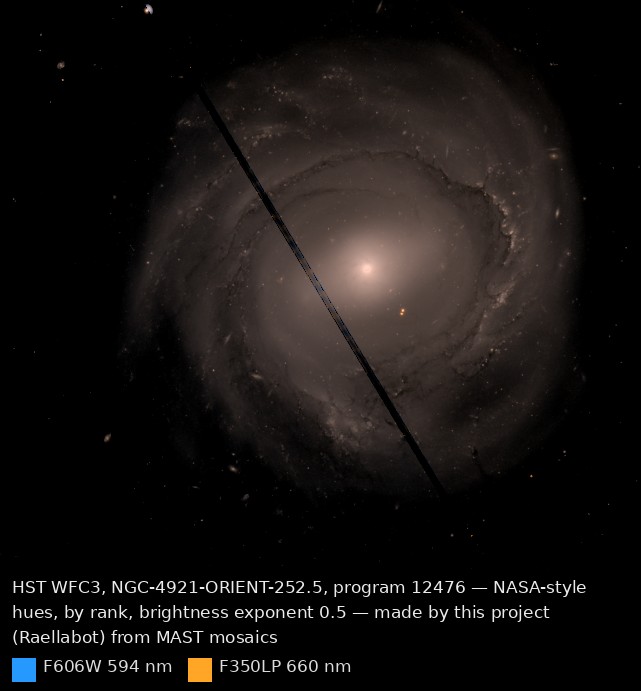 HST WFC3, NGC-4921-ORIENT-252.5, program 12476 — NASA-style
hues, by rank, brightness exponent 0.5 — made by this project
(Raellabot) from MAST mosaics
F606W 594 nm F350LP 660 nm